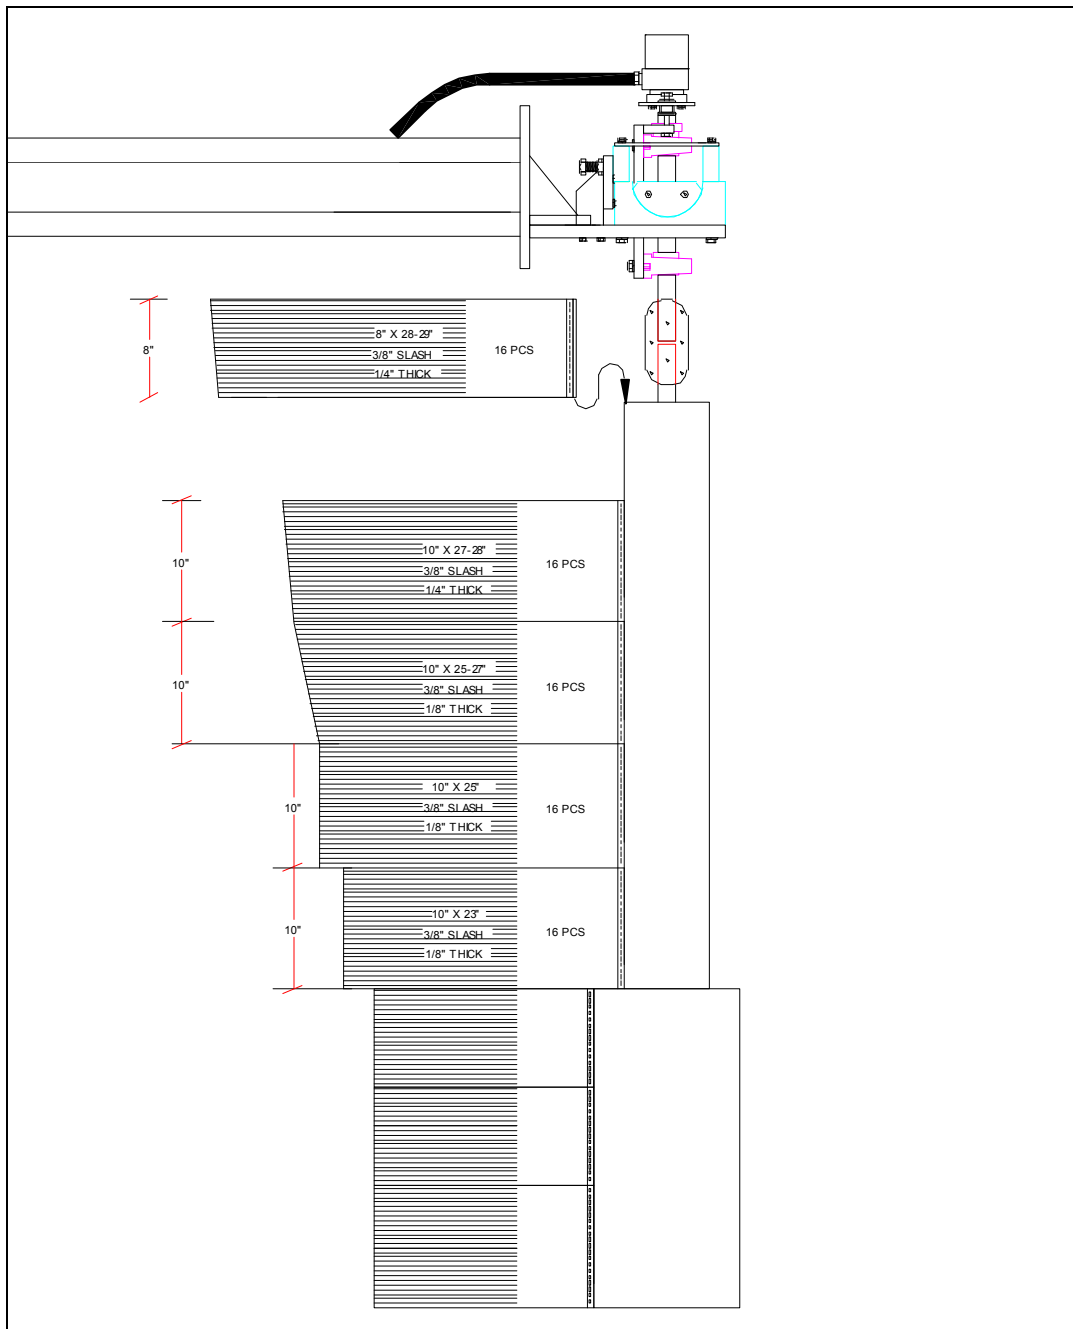 8" X 28-29"
8"
16 PCS
3/8" SLASH
1/4" THICK
10" X 27-28"
10"
16 PCS
3/8" SLASH
1/4" THICK
10" X 25-27"
10"
16 PCS
3/8" SLASH
1/8" THICK
10" X 25"
10"
3/8" SLASH
16 PCS
1/8" THICK
10" X 23"
10"
3/8" SLASH
16 PCS
1/8" THICK